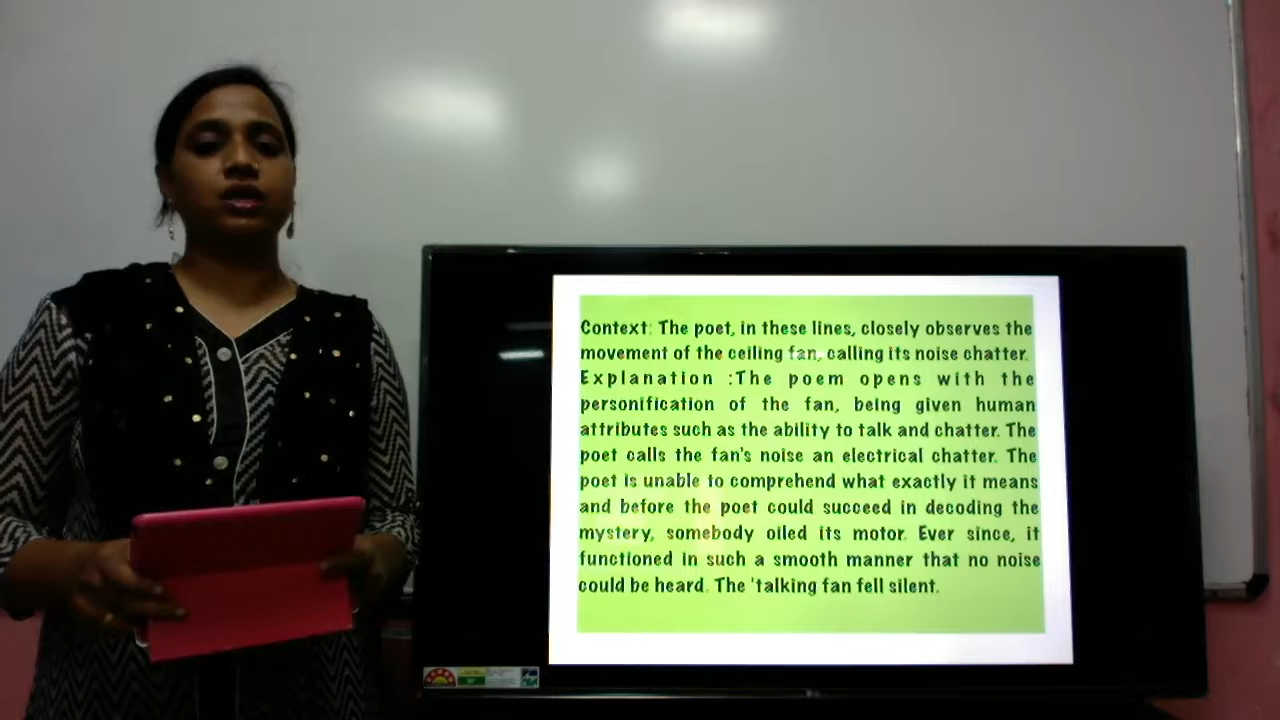 Context: The poet, in these lines, closely observes the
movement of the ceiling fan, calling its noise chatter.
Explanation :The poem opens with the
personification of the fan, being given human
attributes such as the ability to talk and chatter. The
poet calls the fan's noise an electrical chatter. The
poet is unable to comprehend what exactly it means
and before the poet could succeed in decoding the
mystery, somebody oiled its motor. Ever since, it
functioned in such a smooth manner that no noise
could be heard. The 'talking fan fell silent.